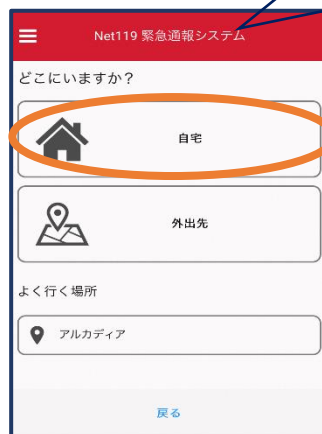 Net119 緊急通報システム
どこにいますか？
自宅
外出先
よく行く場所
アルカディア
戻る